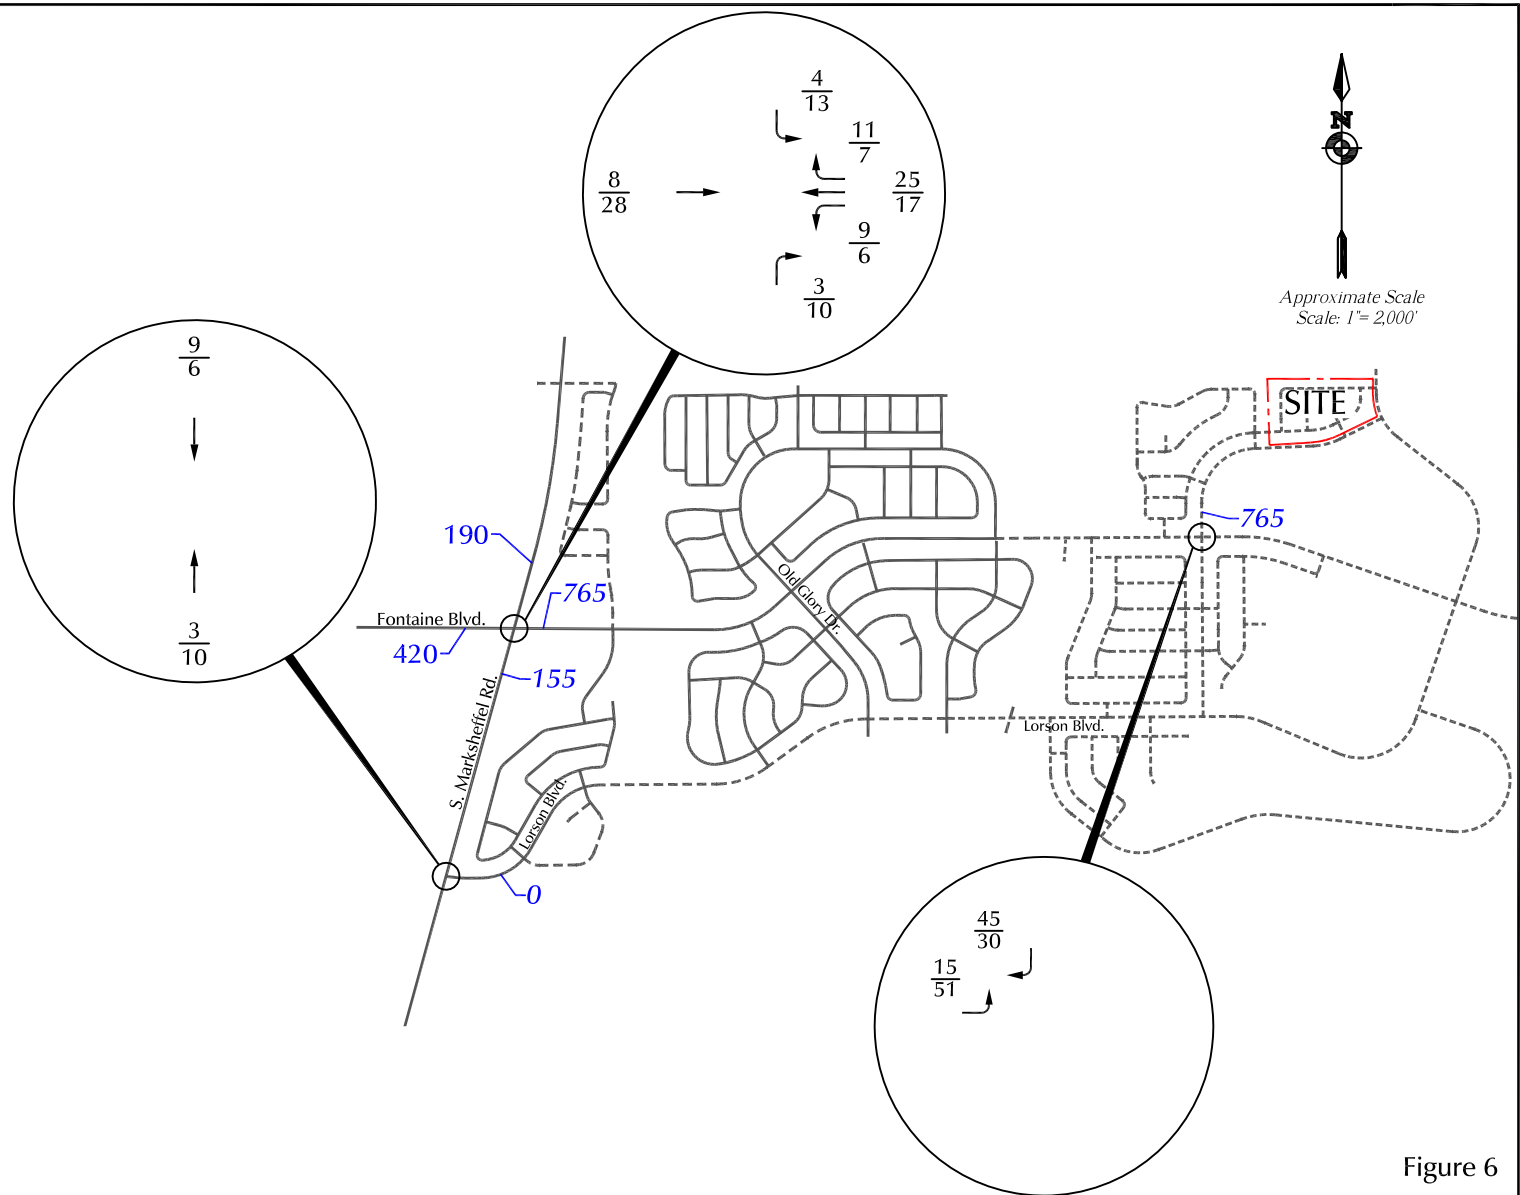 4
13
11
7
8
28
25
17
9
6
3
10
N
Approximate Scale
Scale: 1"= 2,000'
9
6
3
10
SITE
190
765
765
Fontaine Blvd.
420
155
Old Glory Dr.
S. Marksheffel Rd.
Lorson Blvd.
Lorson Blvd.
0
45
30
15
51
Figure 6